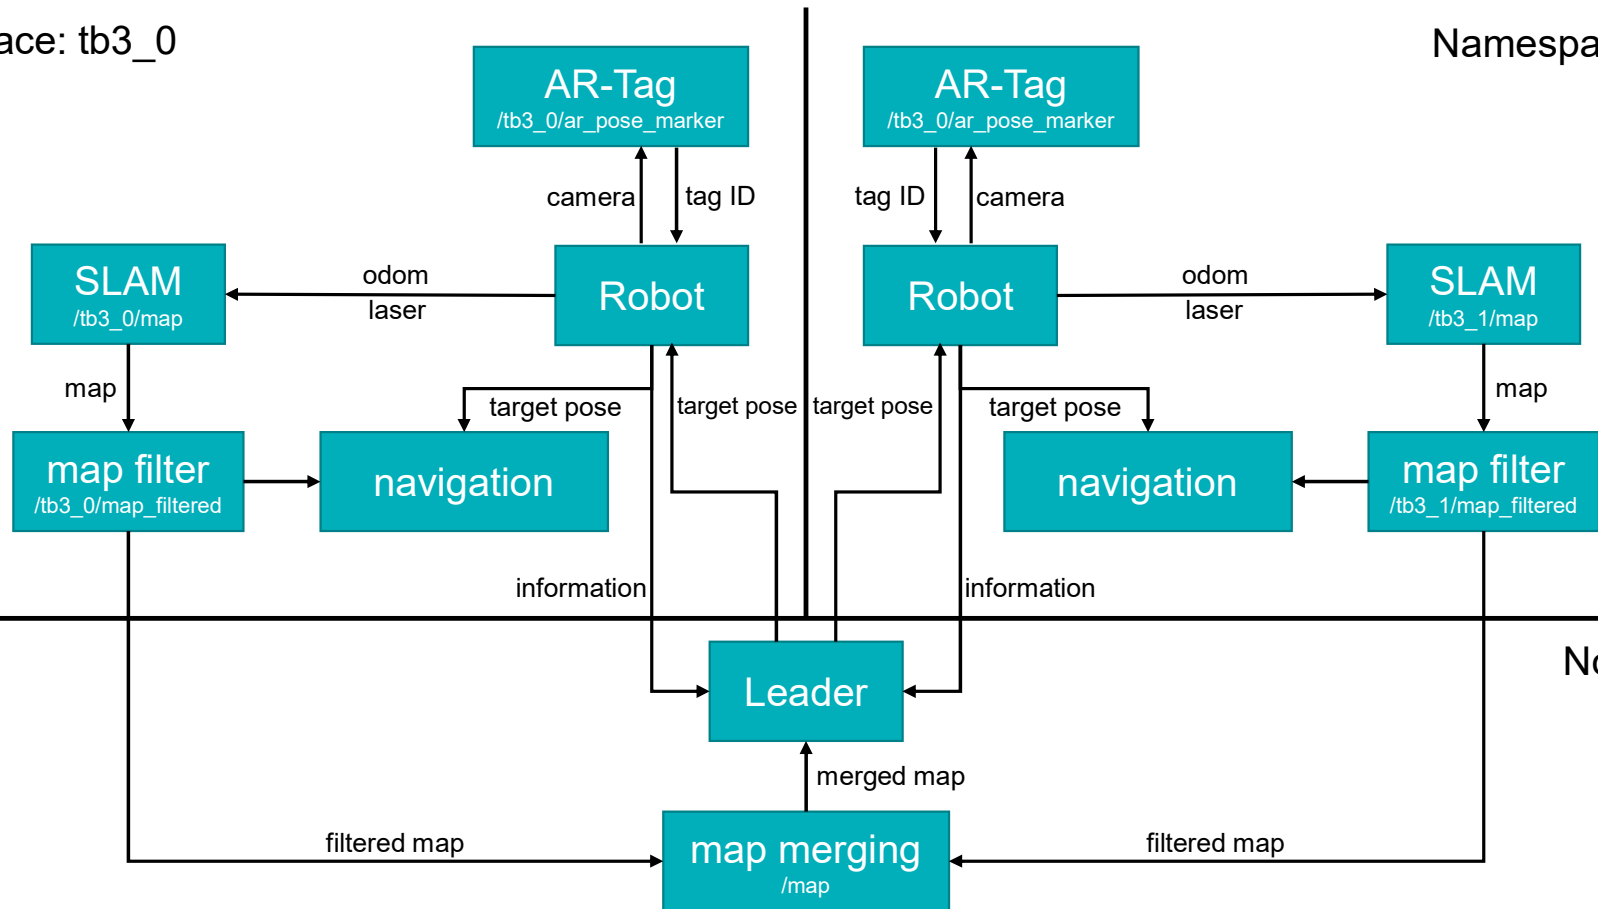 ace: tb3_0
Namespa
AR-Tag
/tb3_0/ar_pose_marker
AR-Tag
/tb3_0/ar_pose_marker
camera
tag ID
tag ID
camera
SLAM
/tb3_0/map
odom
laser
Robot
Robot
odom
laser
SLAM
/tb3_1/map
map
target pose
target pose
target pose
target pose
map
map filter
/tb3_0/map_filtered
navigation
navigation
map filter
/tb3_1/map_filtered
information
information
No
Leader
merged map
filtered map
map merging
/map
filtered map